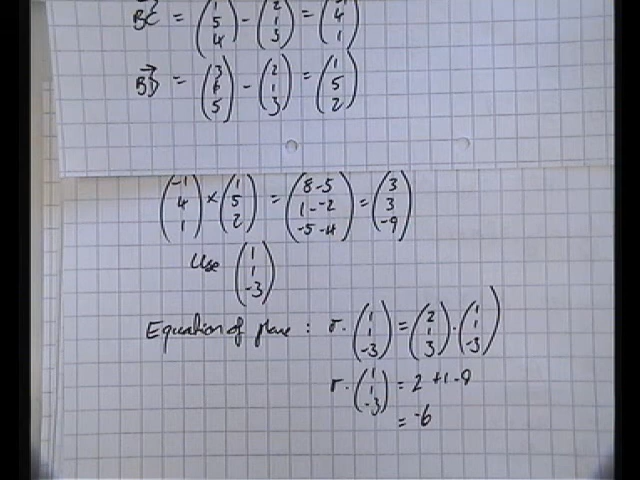 BC = (1 5 4) - (2 1 3) = (-1 4 1)
BD = (3 6 5) - (2 1 3) = (1 5 2)
(-1 4 1) × (1 5 2) = (8-5 1--2 -5-4) = (3 3 -9)
Use (1 1 -3)
Equation of plane : r. (1 1 -3) = (2 1 3) . (1 1 -3)
r. (1 1 -3) = 2 +1 -9
= -6